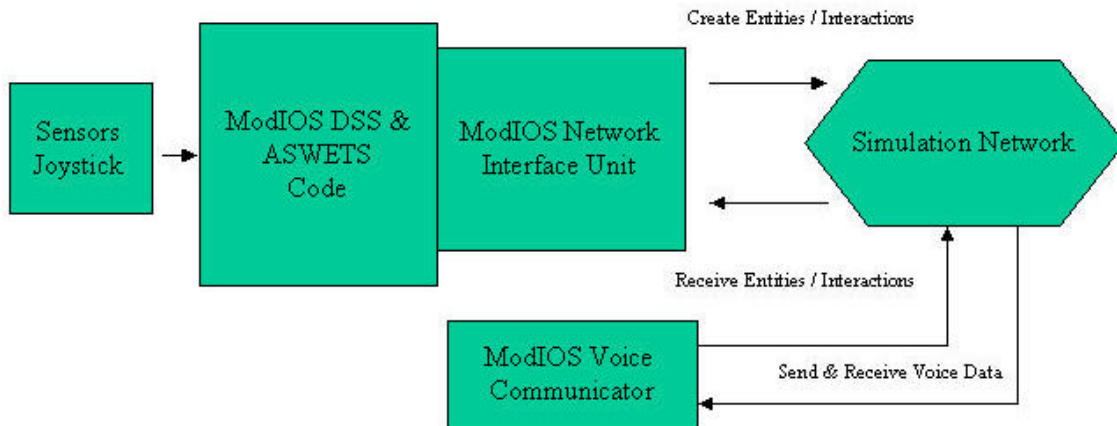 Create Entities / Interactions
Sensors
Joystick
ModIOS DSS &
ASWETS
Code
ModIOS Network
Interface Unit
Simulation Network
Receive Entities / Interactions
ModIOS Voice
Communicator
Send & Receive Voice Data